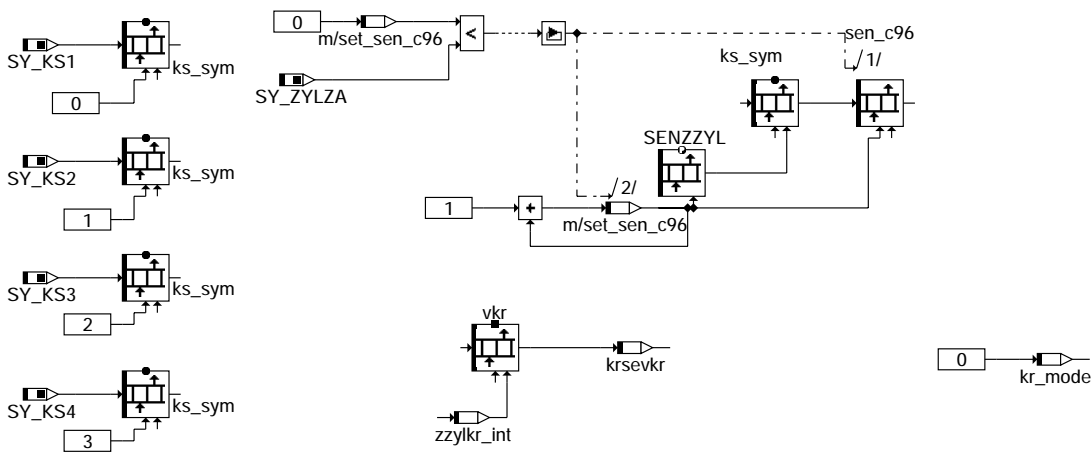 SY_KS1
ks_sym
0
SY_KS2
ks_sym
1
SY_KS3
ks_sym
2
SY_KS4
ks_sym
3
0
m/set_sen_c96
<
SY_ZYLZA
sen_c96
/1/
ks_sym
SENZZYL
/2/
1
+
m/set_sen_c96
vkr
krsevkr
zzylkr_int
0
kr_mode